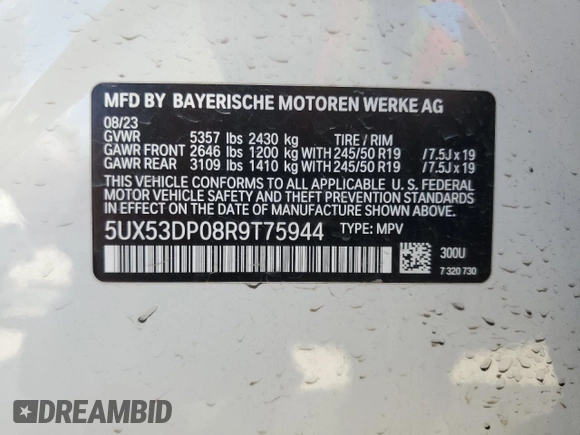 MFD BY BAYERISCHE MOTOREN WERKE AG
08/23
GVWR 5357 lbs 2430 kg TIRE / RIM
GAWR FRONT 2646 lbs 1200 kg WITH 245/50 R19 /7.5J x 19
GAWR REAR 3109 lbs 1410 kg WITH 245/50 R19 /7.5J x 19
THIS VEHICLE CONFORMS TO ALL APPLICABLE U. S. FEDERAL
MOTOR VEHICLE SAFETY AND THEFT PREVENTION STANDARDS
IN EFFECT ON THE DATE OF MANUFACTURE SHOWN ABOVE.
5UX53DP08R9T75944 TYPE: MPV
300U
7 320 730
DREAMBID